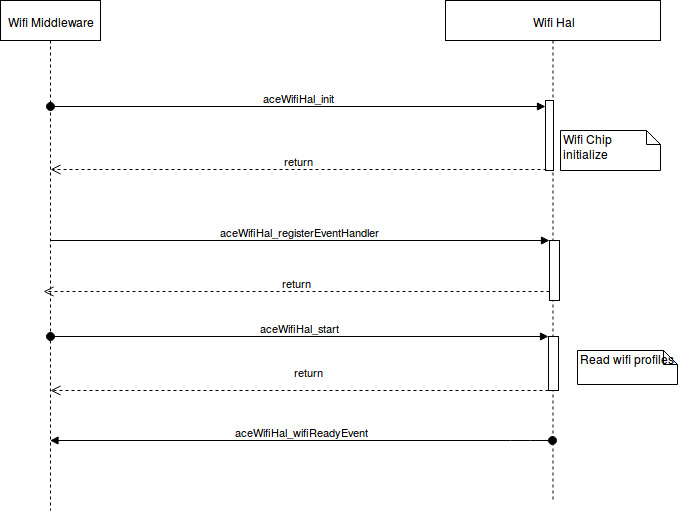 Wifi Middleware
Wifi Hal
aceWifiHal_init
Wifi Chip
initialize
return
aceWifiHal_registerEventHandler
return
aceWifiHal_start
Read wifi profiles
return
aceWifiHal_wifiReadyEvent